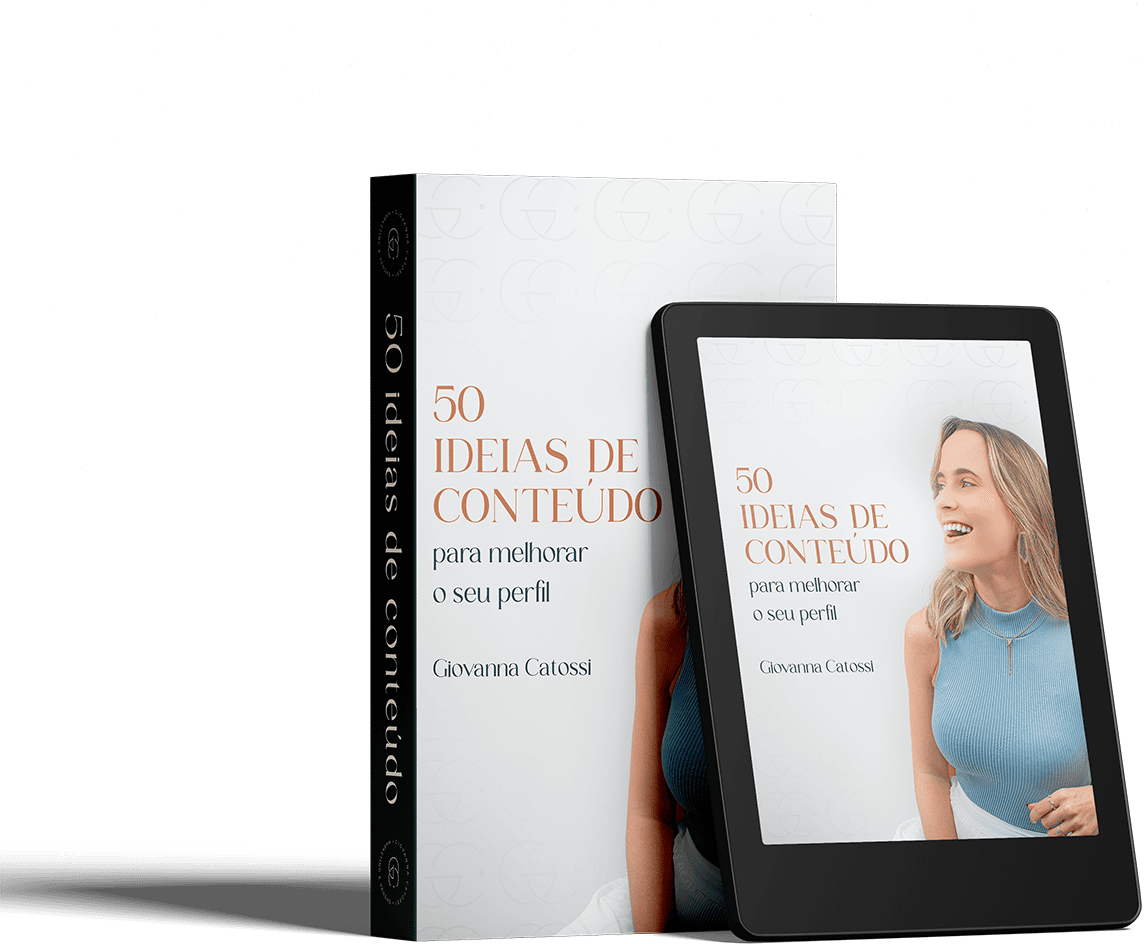 50 ideias de conteúdo
50
IDEIAS DE
CONTEÚDO
para melhorar
o seu perfil
Giovanna Catossi
50
IDEIAS DE
CONTEÚDO
para melhorar
o seu perfil
Giovanna Catossi